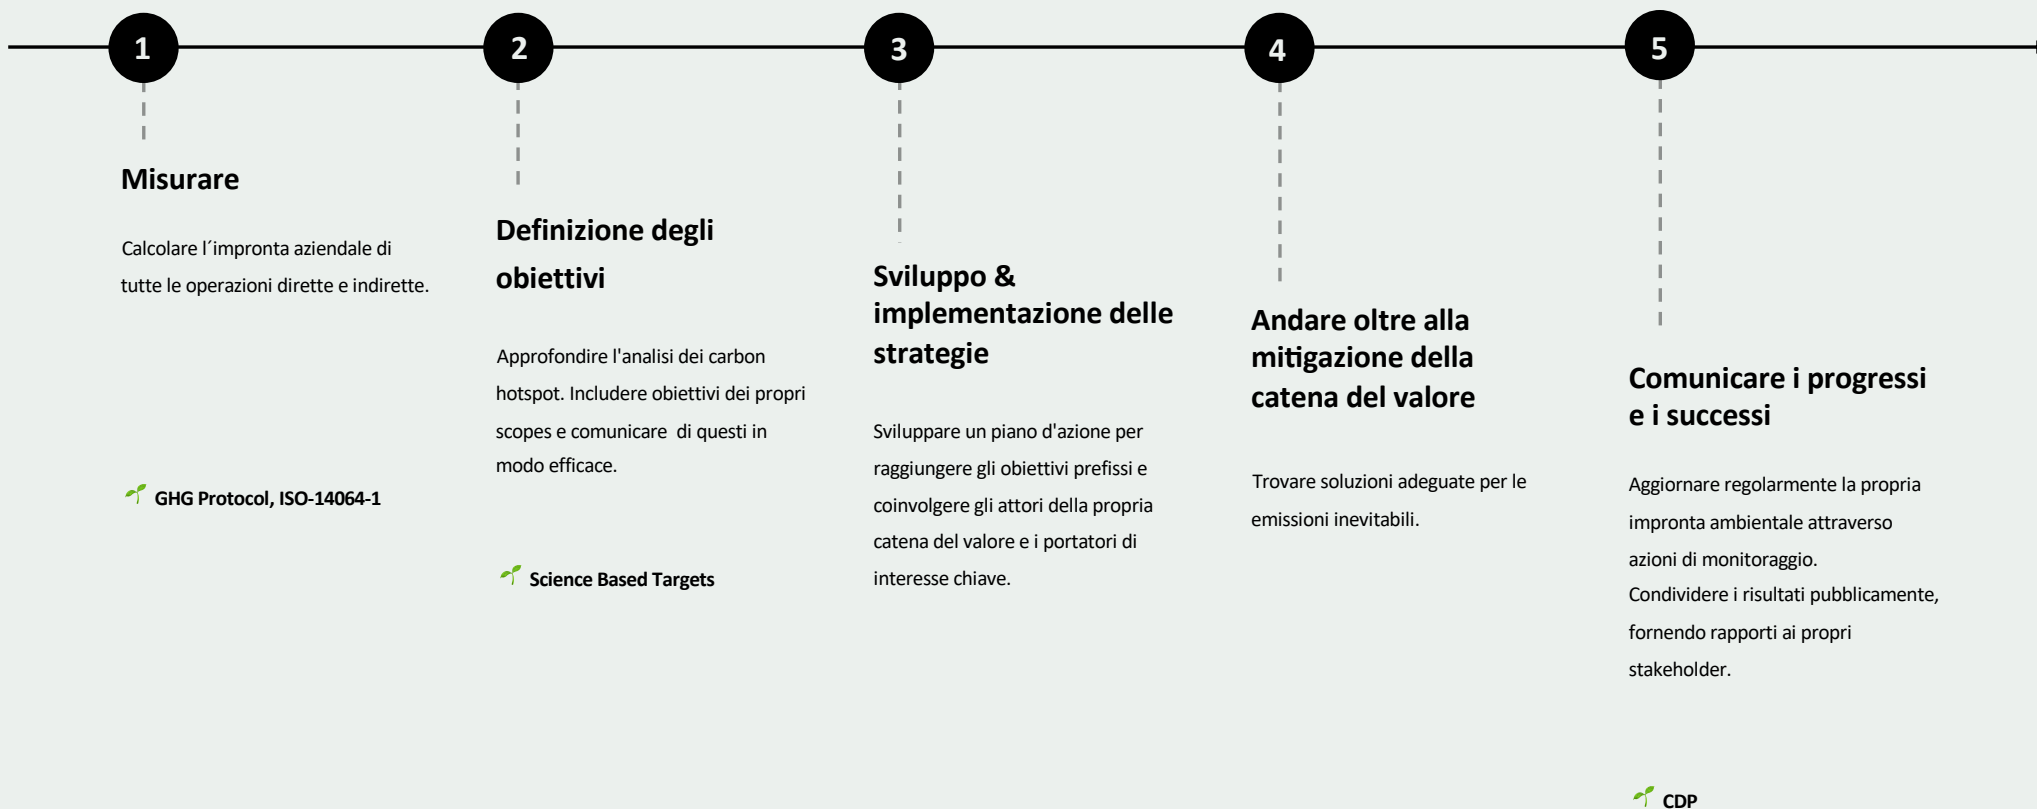 1
Misurare
Calcolare l´impronta aziendale di
tutte le operazioni dirette e indirette.
GHG Protocol, ISO-14064-1
2
Definizione degli
obiettivi
Approfondire l'analisi dei carbon
hotspot. Includere obiettivi dei propri
scopes e comunicare  di questi in
modo efficace.
Science Based Targets
3
Sviluppo &
implementazione delle
strategie
Sviluppare un piano d'azione per
raggiungere gli obiettivi prefissi e
coinvolgere gli attori della propria
catena del valore e i portatori di
interesse chiave.
4
Andare oltre alla
mitigazione della
catena del valore
Trovare soluzioni adeguate per le
emissioni inevitabili.
5
Comunicare i progressi
e i successi
Aggiornare regolarmente la propria
impronta ambientale attraverso
azioni di monitoraggio.
Condividere i risultati pubblicamente,
fornendo rapporti ai propri
stakeholder.
CDP